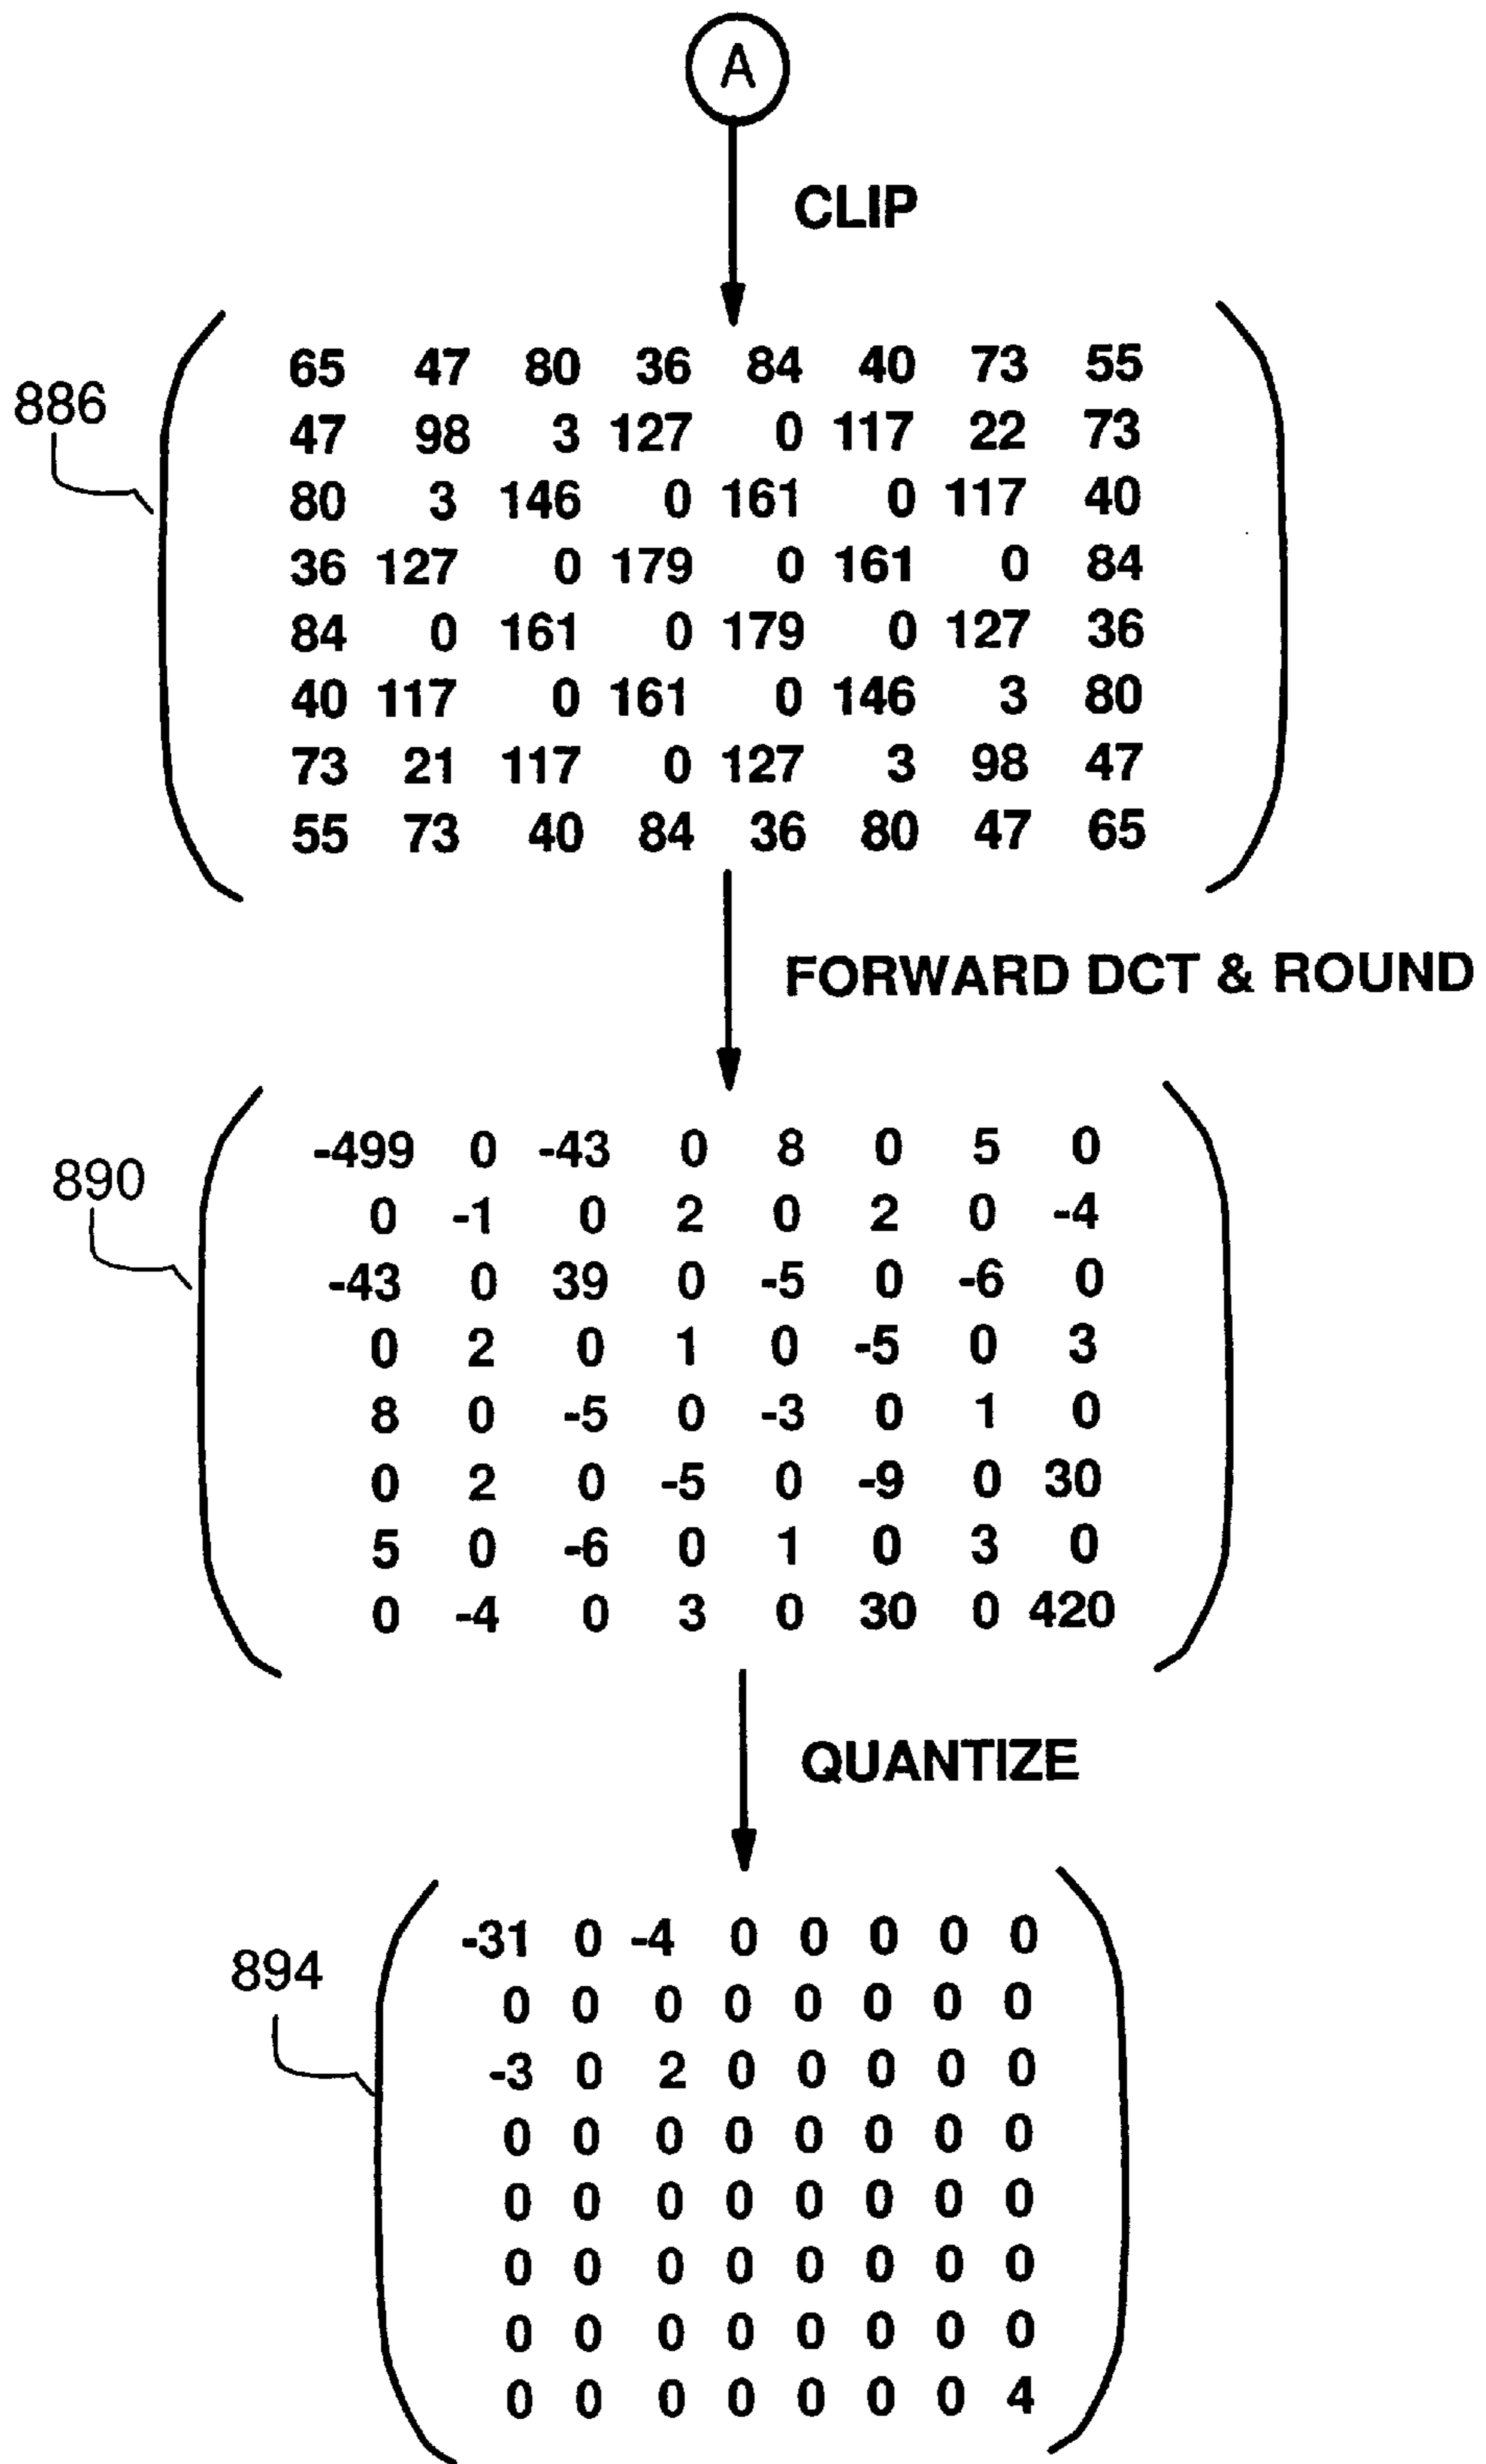 A
CLIP
886
65 47 80 36 84 40 73 55
47 98 3 127 0 117 22 73
80 3 146 0 161 0 117 40
36 127 0 179 0 161 0 84
84 0 161 0 179 0 127 36
40 117 0 161 0 146 3 80
73 21 117 0 127 3 98 47
55 73 40 84 36 80 47 65
FORWARD DCT & ROUND
890
-499 0 -43 0 8 0 5 0
0 -1 0 2 0 2 0 -4
-43 0 39 0 -5 0 -6 0
0 2 0 1 0 -5 0 3
8 0 -5 0 -3 0 1 0
0 2 0 -5 0 -9 0 30
5 0 -6 0 1 0 3 0
0 -4 0 3 0 30 0 420
QUANTIZE
894
-31 0 -4 0 0 0 0 0
0 0 0 0 0 0 0 0
-3 0 2 0 0 0 0 0
0 0 0 0 0 0 0 0
0 0 0 0 0 0 0 0
0 0 0 0 0 0 0 0
0 0 0 0 0 0 0 0
0 0 0 0 0 0 0 4